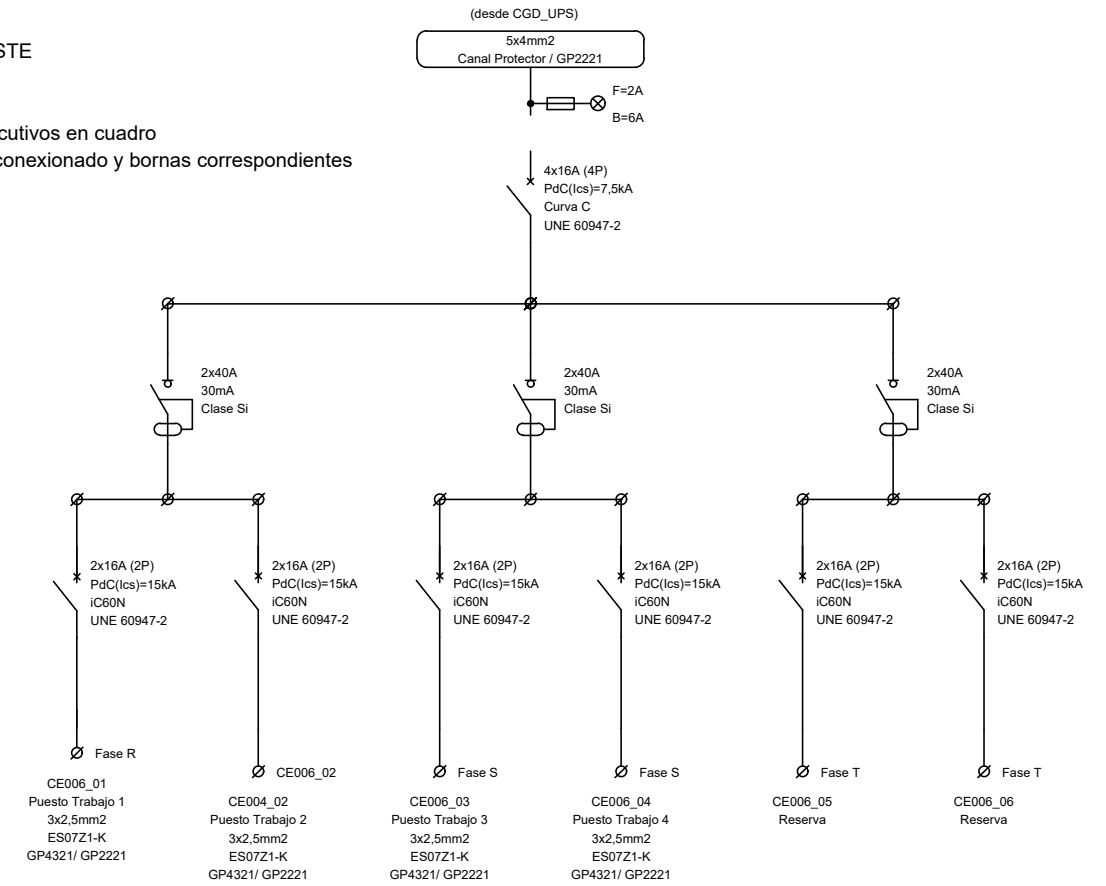 (desde CGD_UPS)
STE
5x4mm2
Canal Protector / GP2221
F=2A
B=6A
cutivos en cuadro
conexionado y bornas correspondientes
4x16A (4P)
PdC(Ics)=7,5kA
Curva C
UNE 60947-2
2x40A
30mA
Clase Si
2x40A
30mA
Clase Si
2x40A
30mA
Clase Si
2x16A (2P)
PdC(Ics)=15kA
iC60N
UNE 60947-2
2x16A (2P)
PdC(Ics)=15kA
iC60N
UNE 60947-2
2x16A (2P)
PdC(Ics)=15kA
iC60N
UNE 60947-2
2x16A (2P)
PdC(Ics)=15kA
iC60N
UNE 60947-2
2x16A (2P)
PdC(Ics)=15kA
iC60N
UNE 60947-2
2x16A (2P)
PdC(Ics)=15kA
iC60N
UNE 60947-2
Fase R
CE006_01
Puesto Trabajo 1
3x2,5mm2
ES07Z1-K
GP4321/ GP2221
CE006_02
CE004_02
Puesto Trabajo 2
3x2,5mm2
ES07Z1-K
GP4321/ GP2221
Fase S
CE006_03
Puesto Trabajo 3
3x2,5mm2
ES07Z1-K
GP4321/ GP2221
Fase S
CE006_04
Puesto Trabajo 4
3x2,5mm2
ES07Z1-K
GP4321/ GP2221
Fase T
CE006_05
Reserva
Fase T
CE006_06
Reserva